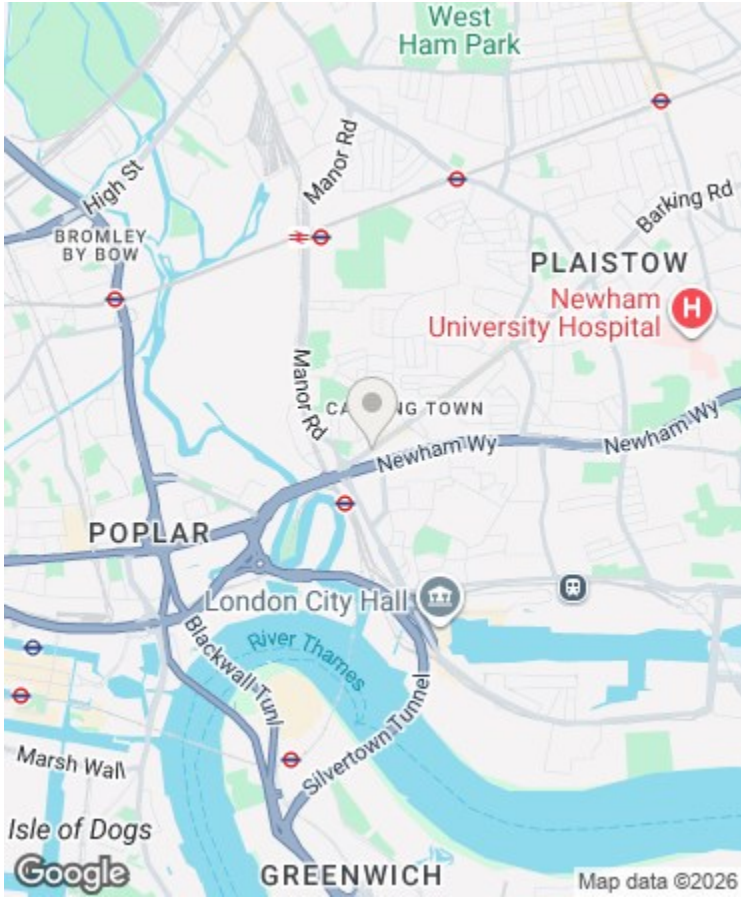 West
Ham Park
Manor Rd
High St
Barking Rd
BROMLEY
BY BOW
PLAISTOW
Newham
University Hospital
H
Manor Rd
TOWN
Newham Wy
Newham Wy
POPLAR
London City Hall
River Thames
Blackwall Tunl
Silvertown Tunnel
Marsh Wall
Isle of Dogs
GREENWICH
Google
Map data ©2026